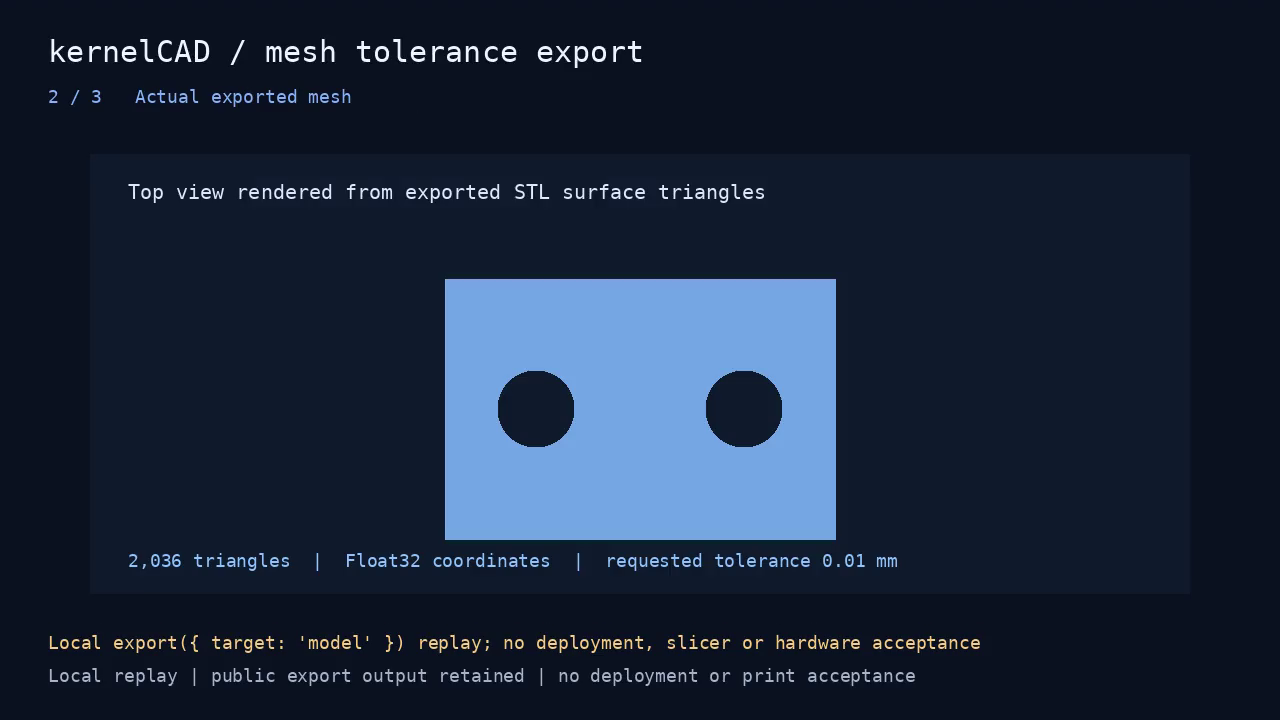 kernelCAD / mesh tolerance export
2 / 3   Actual exported mesh
Top view rendered from exported STL surface triangles
2,036 triangles  |  Float32 coordinates  |  requested tolerance 0.01 mm
Local export({ target: 'model' }) replay; no deployment, slicer or hardware acceptance
Local replay | public export output retained | no deployment or print acceptance